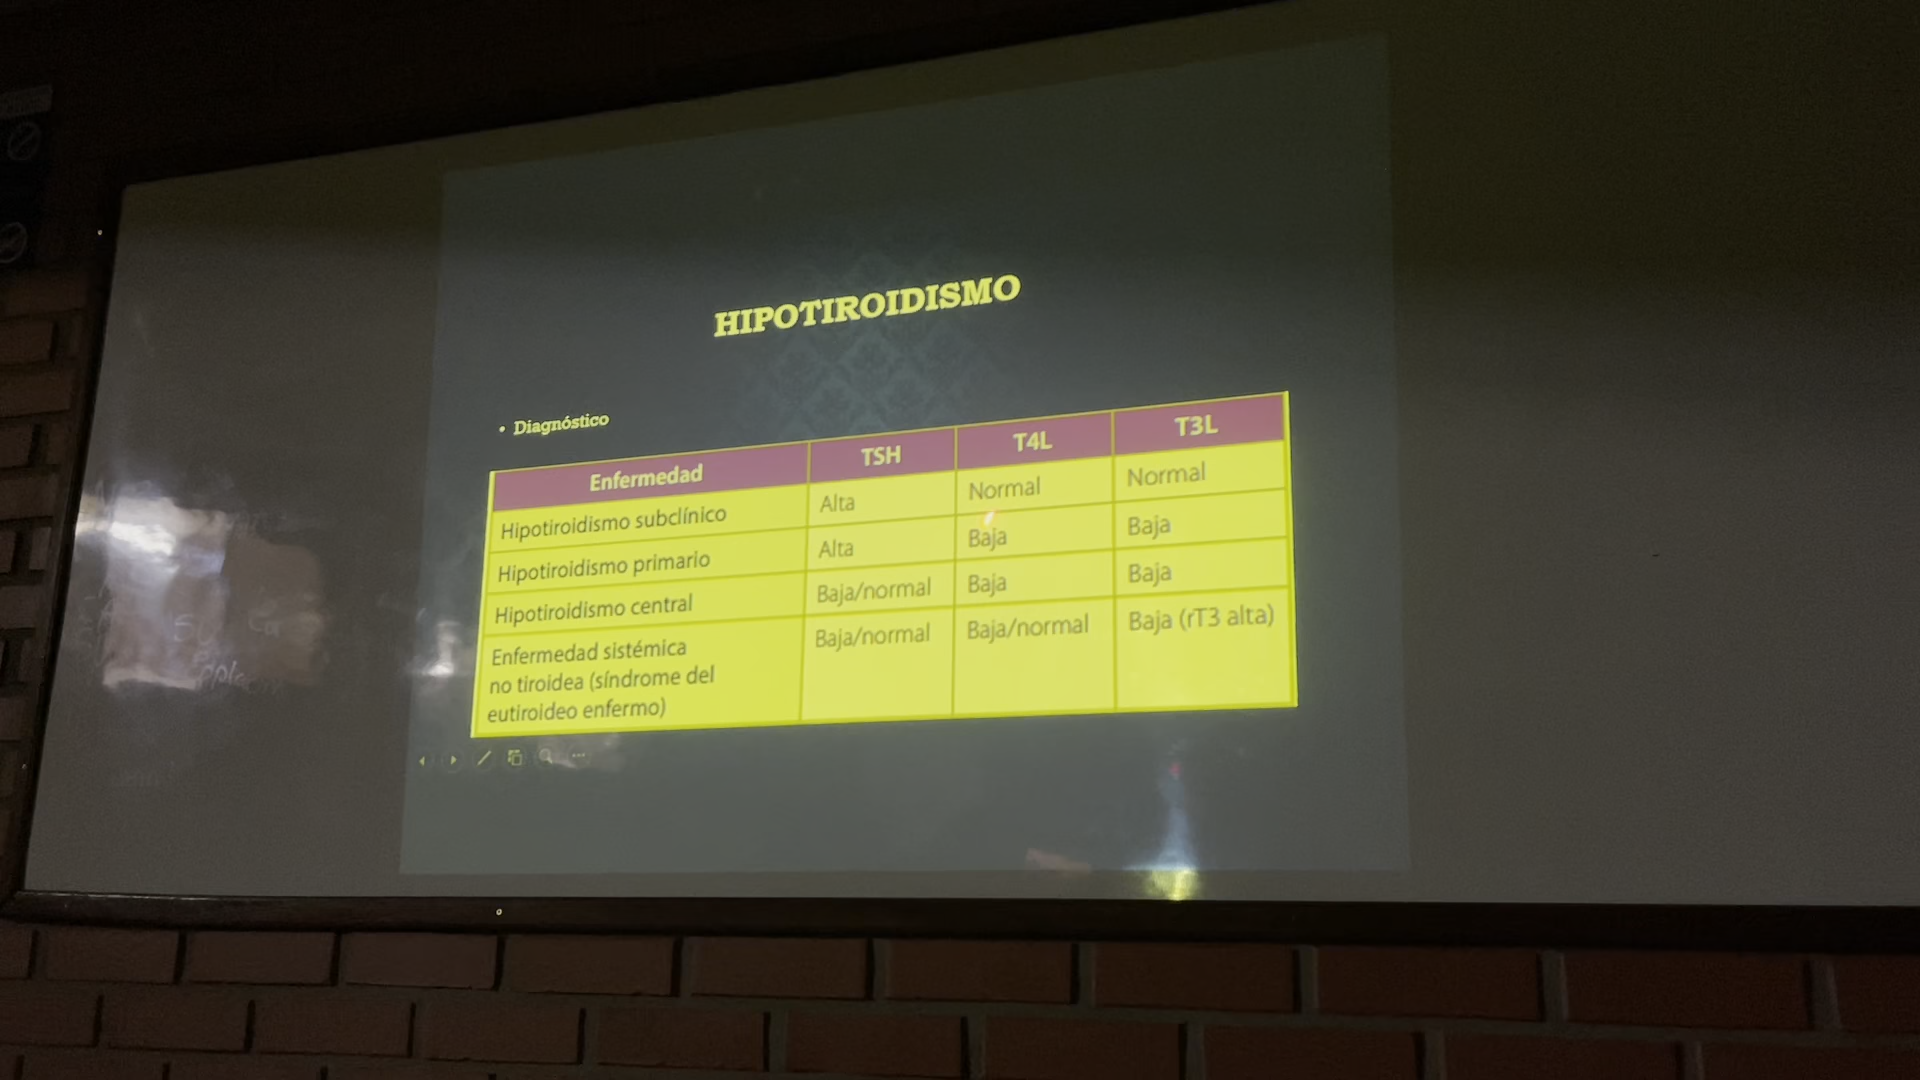 HIPOTIROIDISMO
• Diagnóstico
Enfermedad TSH T4L T3L
Hipotiroidismo subclínico Alta Normal Normal
Hipotiroidismo primario Alta Baja Baja
Hipotiroidismo central Baja/normal Baja Baja
Enfermedad sistémica Baja/normal Baja/normal Baja (rT3 alta)
no tiroidea (síndrome del
eutiroideo enfermo)